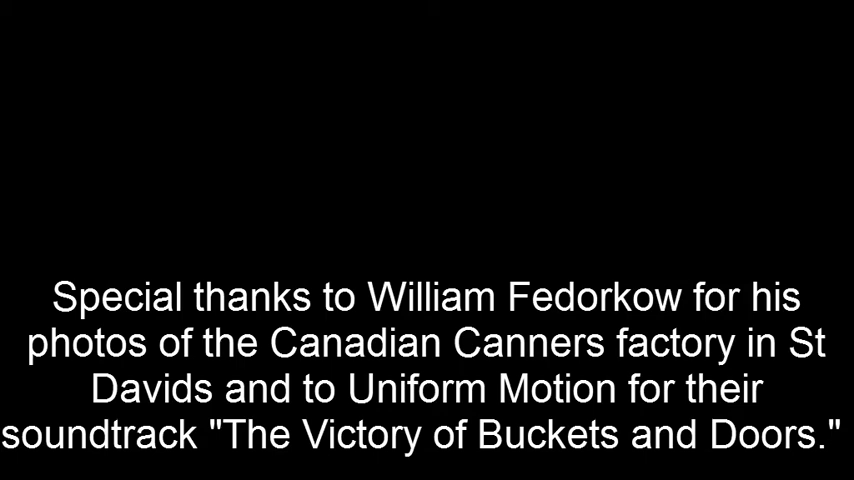 Special thanks to William Fedorkow for his
photos of the Canadian Canners factory in St
Davids and to Uniform Motion for their
soundtrack "The Victory of Buckets and Doors."